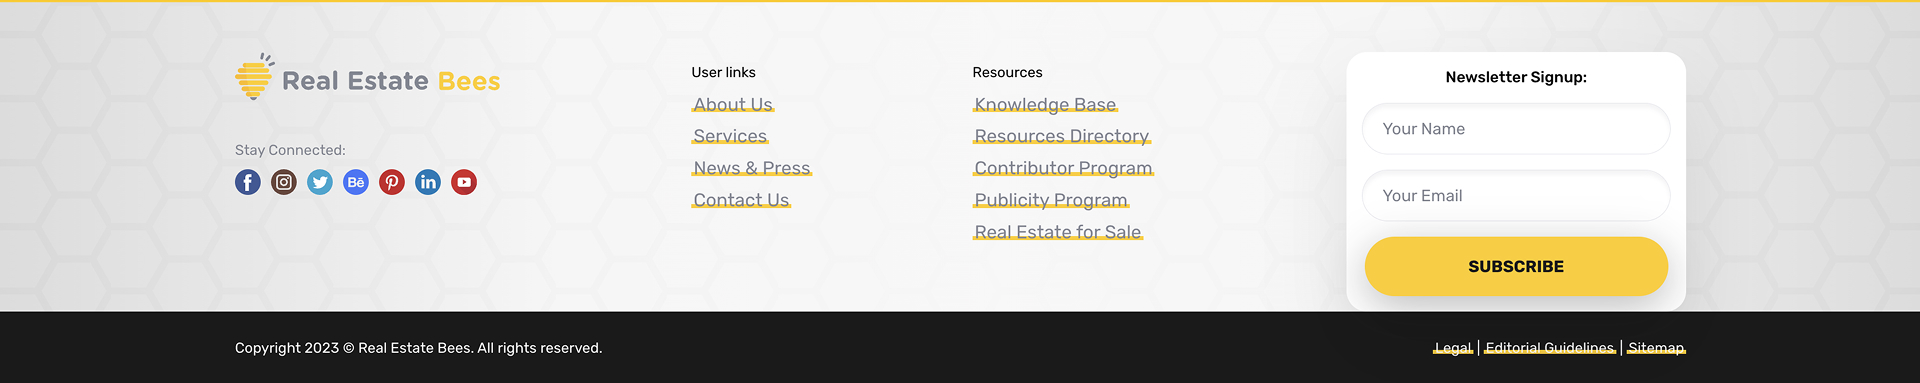 Real Estate Bees
Stay Connected:
Bē
User links
About Us
Services
News & Press
Contact Us
Resources
Knowledge Base
Resources Directory
Contributor Program
Publicity Program
Real Estate for Sale
Newsletter Signup:
Your Name
Your Email
SUBSCRIBE
Copyright 2023 © Real Estate Bees. All rights reserved.
Legal | Editorial Guidelines | Sitemap